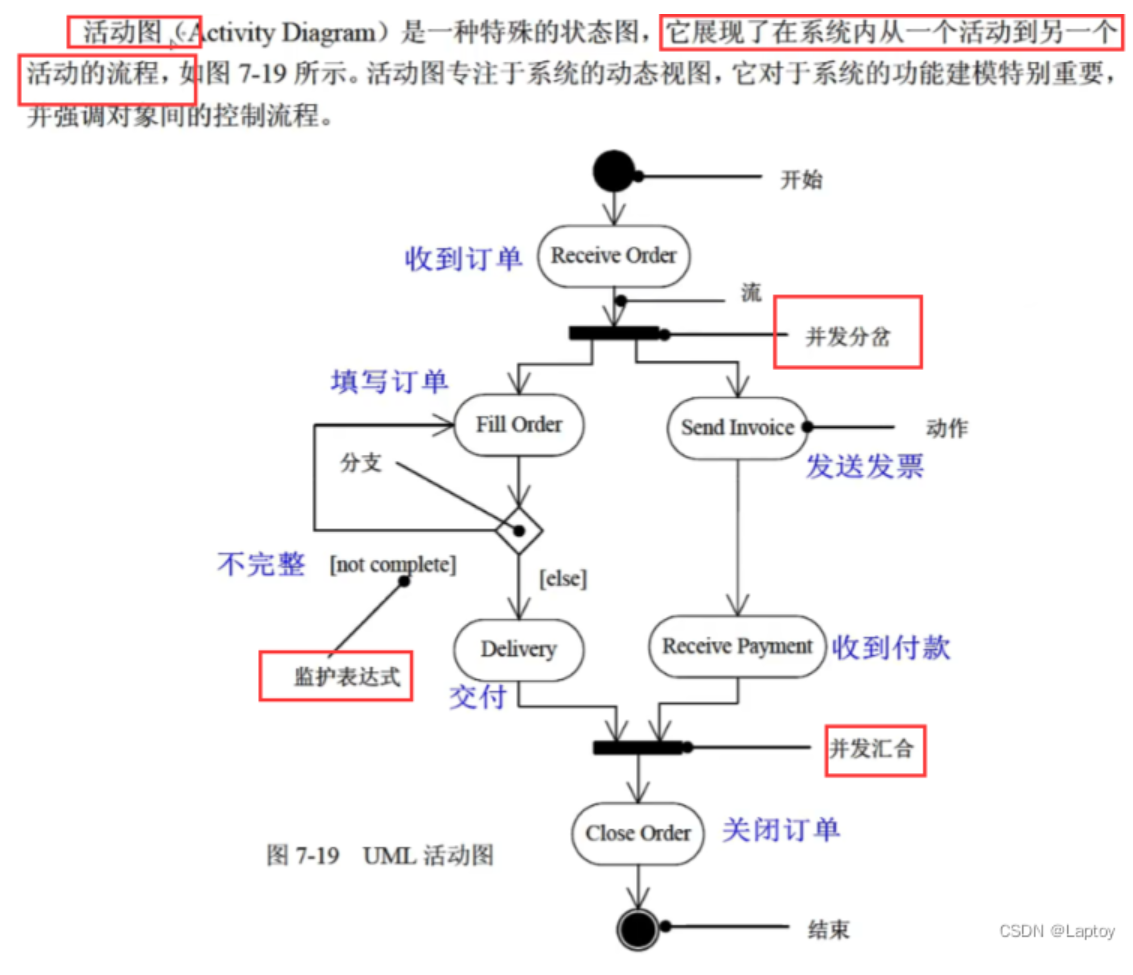 活动图（Activity Diagram）是一种特殊的状态图，它展现了在系统内从一个活动到另一个
活动的流程，如图 7-19 所示。活动图专注于系统的动态视图，它对于系统的功能建模特别重要，
并强调对象间的控制流程。
开始
收到订单 Receive Order
流
并发分岔
填写订单
Fill Order
Send Invoice
动作
分支
发送发票
不完整 [not complete]
[else]
Delivery
Receive Payment 收到付款
监护表达式
交付
并发汇合
Close Order 关闭订单
图 7-19 UML 活动图
结束
CSDN @Laptoy